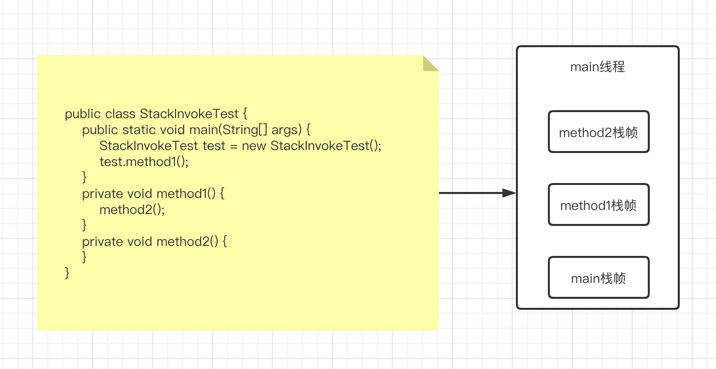 public class StackInvokeTest {
public static void main(String[] args) {
StackInvokeTest test = new StackInvokeTest();
test.method1();
}
private void method1() {
method2();
}
private void method2() {
}
}
main线程
method2栈帧
method1栈帧
main栈帧